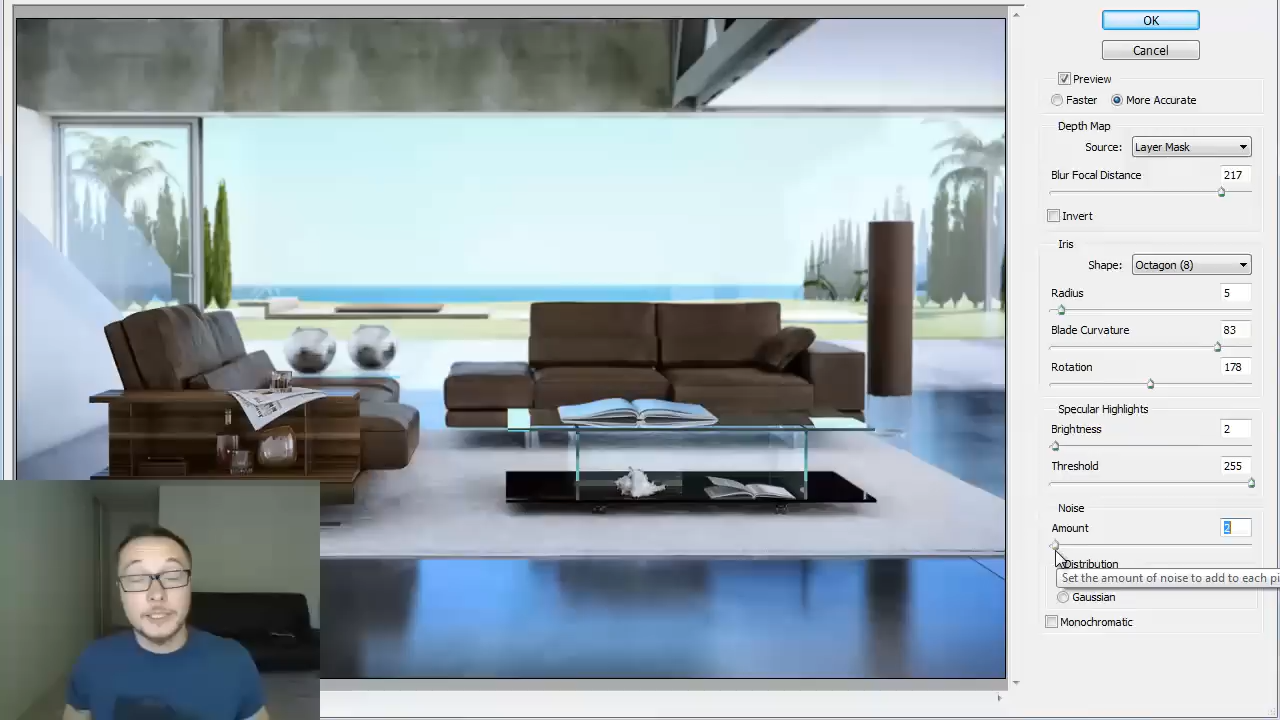 OK
Cancel
Preview
Faster More Accurate
Depth Map
Source: Layer Mask
Blur Focal Distance 217
Invert
Iris
Shape: Octagon (8)
Radius 5
Blade Curvature 83
Rotation 178
Specular Highlights
Brightness 2
Threshold 255
Noise
Amount 2
Distribution
Set the amount of noise to add to each pi
Gaussian
Monochromatic